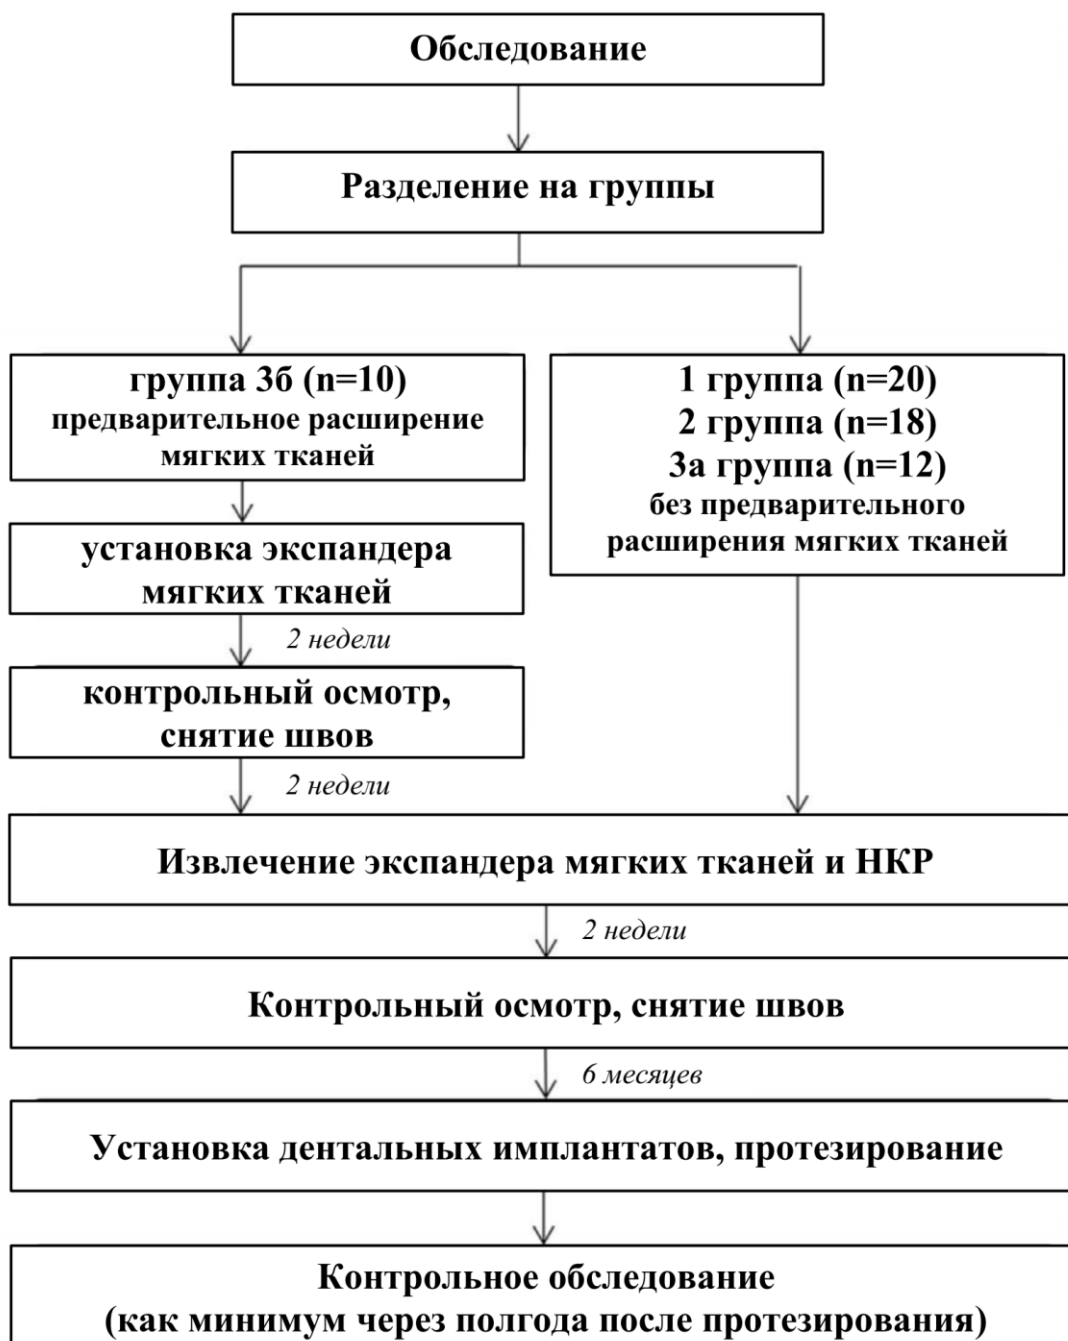 Обследование
Разделение на группы
группа 3б (n=10)
предварительное расширение
мягких тканей
1 группа (n=20)
2 группа (n=18)
3а группа (n=12)
без предварительного
расширения мягких тканей
установка экспандера
мягких тканей
2 недели
контрольный осмотр,
снятие швов
2 недели
Извлечение экспандера мягких тканей и НКР
2 недели
Контрольный осмотр, снятие швов
6 месяцев
Установка дентальных имплантатов, протезирование
Контрольное обследование
(как минимум через полгода после протезирования)